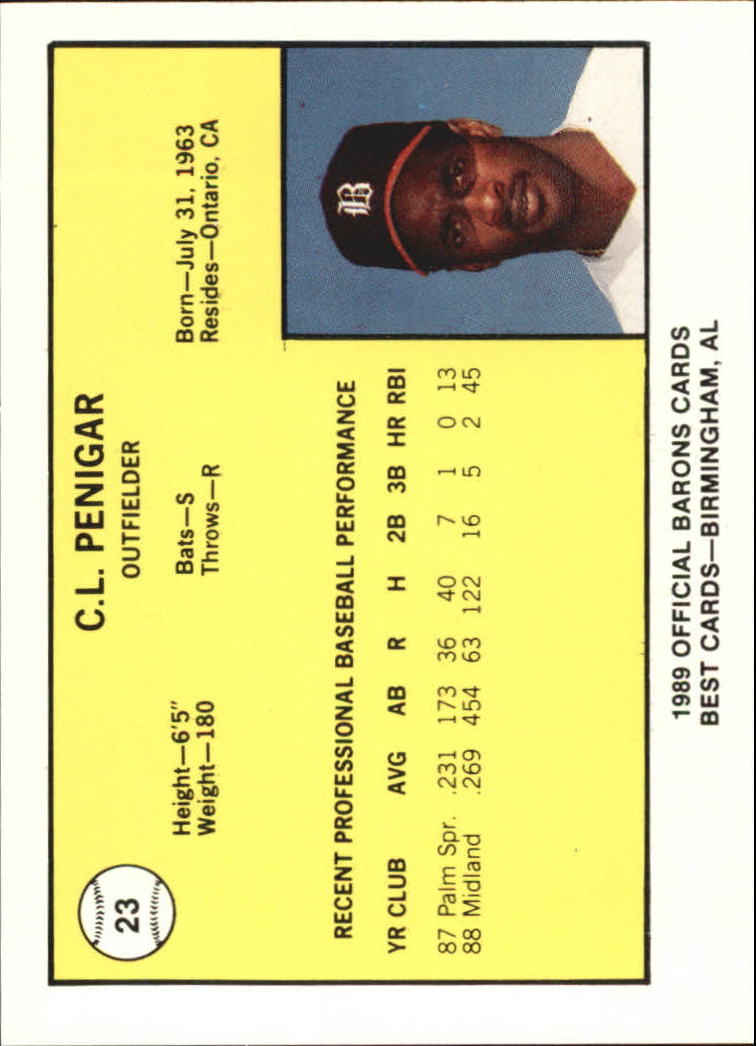 23
C.L. PENIGAR
OUTFIELDER
Height—6'5" Bats—S Born—July 31, 1963
Weight—180 Throws—R Resides—Ontario, CA
RECENT PROFESSIONAL BASEBALL PERFORMANCE
YR CLUB AVG AB R H 2B 3B HR RBI
87 Palm Spr. .231 173 36 40 7 1 0 13
88 Midland .269 454 63 122 16 5 2 45
B
1989 OFFICIAL BARONS CARDS
BEST CARDS—BIRMINGHAM, AL